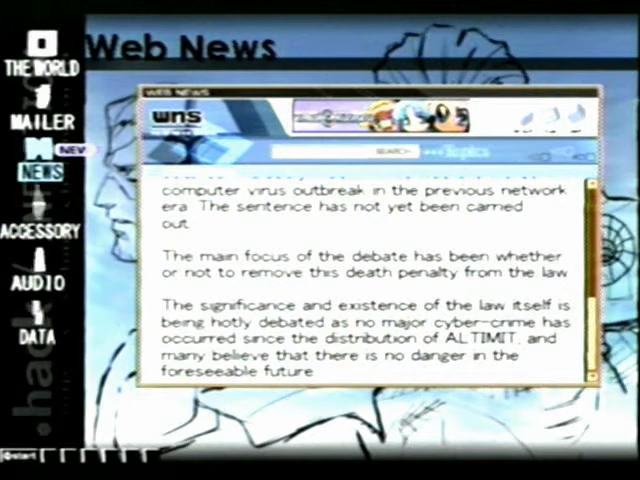 Web News
THE WORLD
MAILER
NEW
NEWS
ACCESSORY
AUDIO
DATA
.hack
WEB NEWS
wns
SEARCH
Topics
computer virus outbreak in the previous network
era. The sentence has not yet been carried
out.
The main focus of the debate has been whether
or not to remove this death penalty from the law
The significance and existence of the law itself is
being hotly debated as no major cyber-crime has
occurred since the distribution of ALTIMIT, and
many believe that there is no danger in the
foreseeable future
start